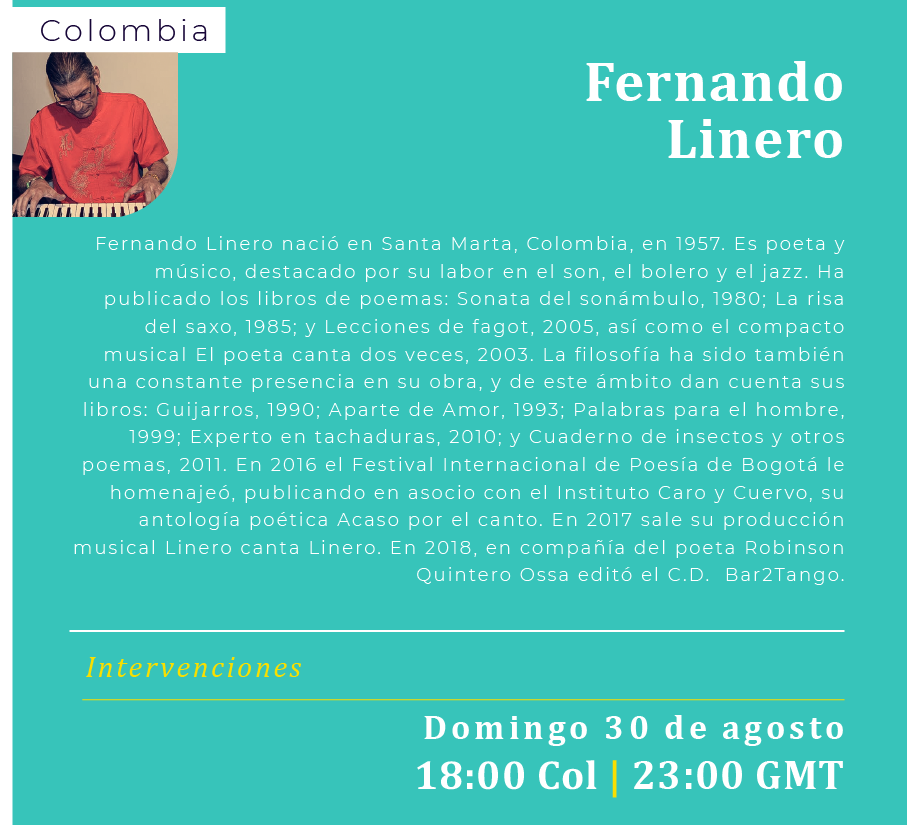 Colombia
Fernando
Linero
Fernando Linero nació en Santa Marta, Colombia, en 1957. Es poeta y
músico, destacado por su labor en el son, el bolero y el jazz. Ha
publicado los libros de poemas: Sonata del sonámbulo, 1980; La risa
del saxo, 1985; y Lecciones de fagot, 2005, así como el compacto
musical El poeta canta dos veces, 2003. La filosofía ha sido también
una constante presencia en su obra, y de este ámbito dan cuenta sus
libros: Guijarros, 1990; Aparte de Amor, 1993; Palabras para el hombre,
1999; Experto en tachaduras, 2010; y Cuaderno de insectos y otros
poemas, 2011. En 2016 el Festival Internacional de Poesía de Bogotá le
homenajeó, publicando en asocio con el Instituto Caro y Cuervo, su
antología poética Acaso por el canto. En 2017 sale su producción
musical Linero canta Linero. En 2018, en compañía del poeta Robinson
Quintero Ossa editó el C.D.  Bar2Tango.
Intervenciones
Domingo 30 de agosto
18:00 Col | 23:00 GMT